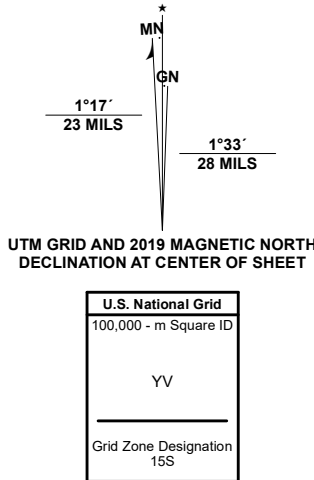 ★
MN
GN
1°17´
23 MILS
1°33´
28 MILS
UTM GRID AND 2019 MAGNETIC NORTH
DECLINATION AT CENTER OF SHEET
U.S. National Grid
100,000 - m Square ID
YV
Grid Zone Designation
15S